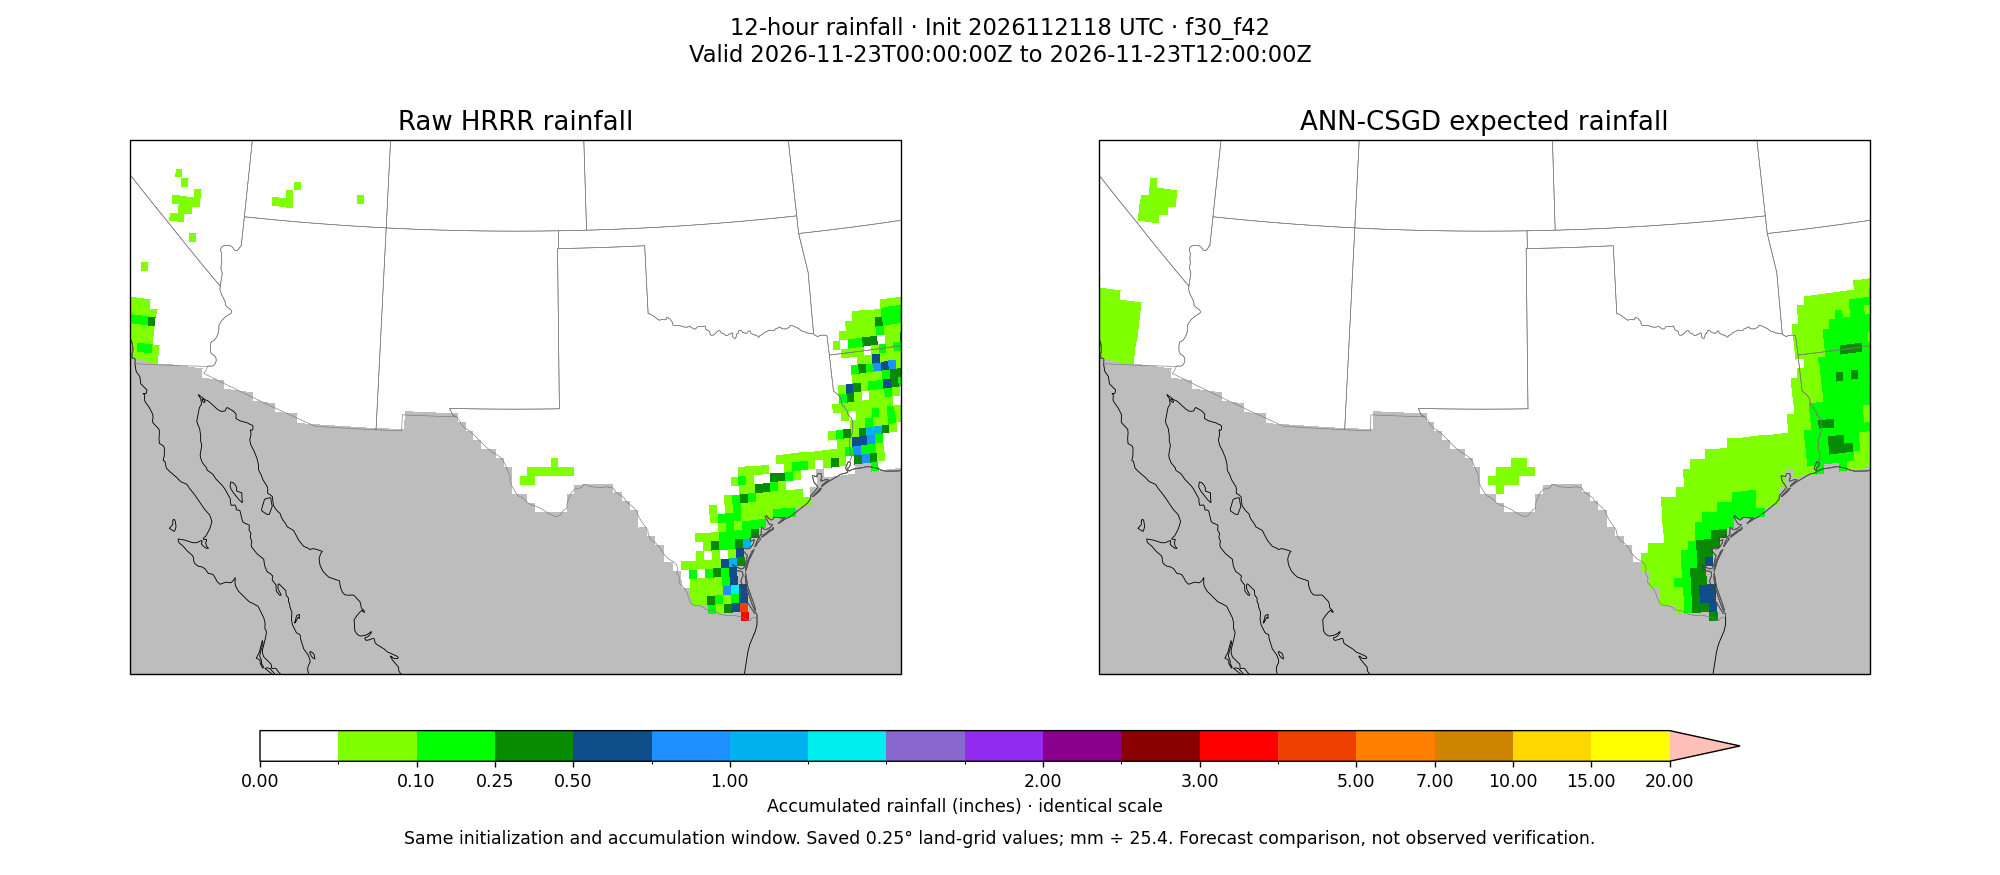 12-hour rainfall · Init 2026112118 UTC · f30_f42
Valid 2026-11-23T00:00:00Z to 2026-11-23T12:00:00Z
Raw HRRR rainfall
ANN-CSGD expected rainfall
0.00 0.10 0.25 0.50 1.00 2.00 3.00 5.00 7.00 10.00 15.00 20.00
Accumulated rainfall (inches) · identical scale
Same initialization and accumulation window. Saved 0.25° land-grid values; mm ÷ 25.4. Forecast comparison, not observed verification.